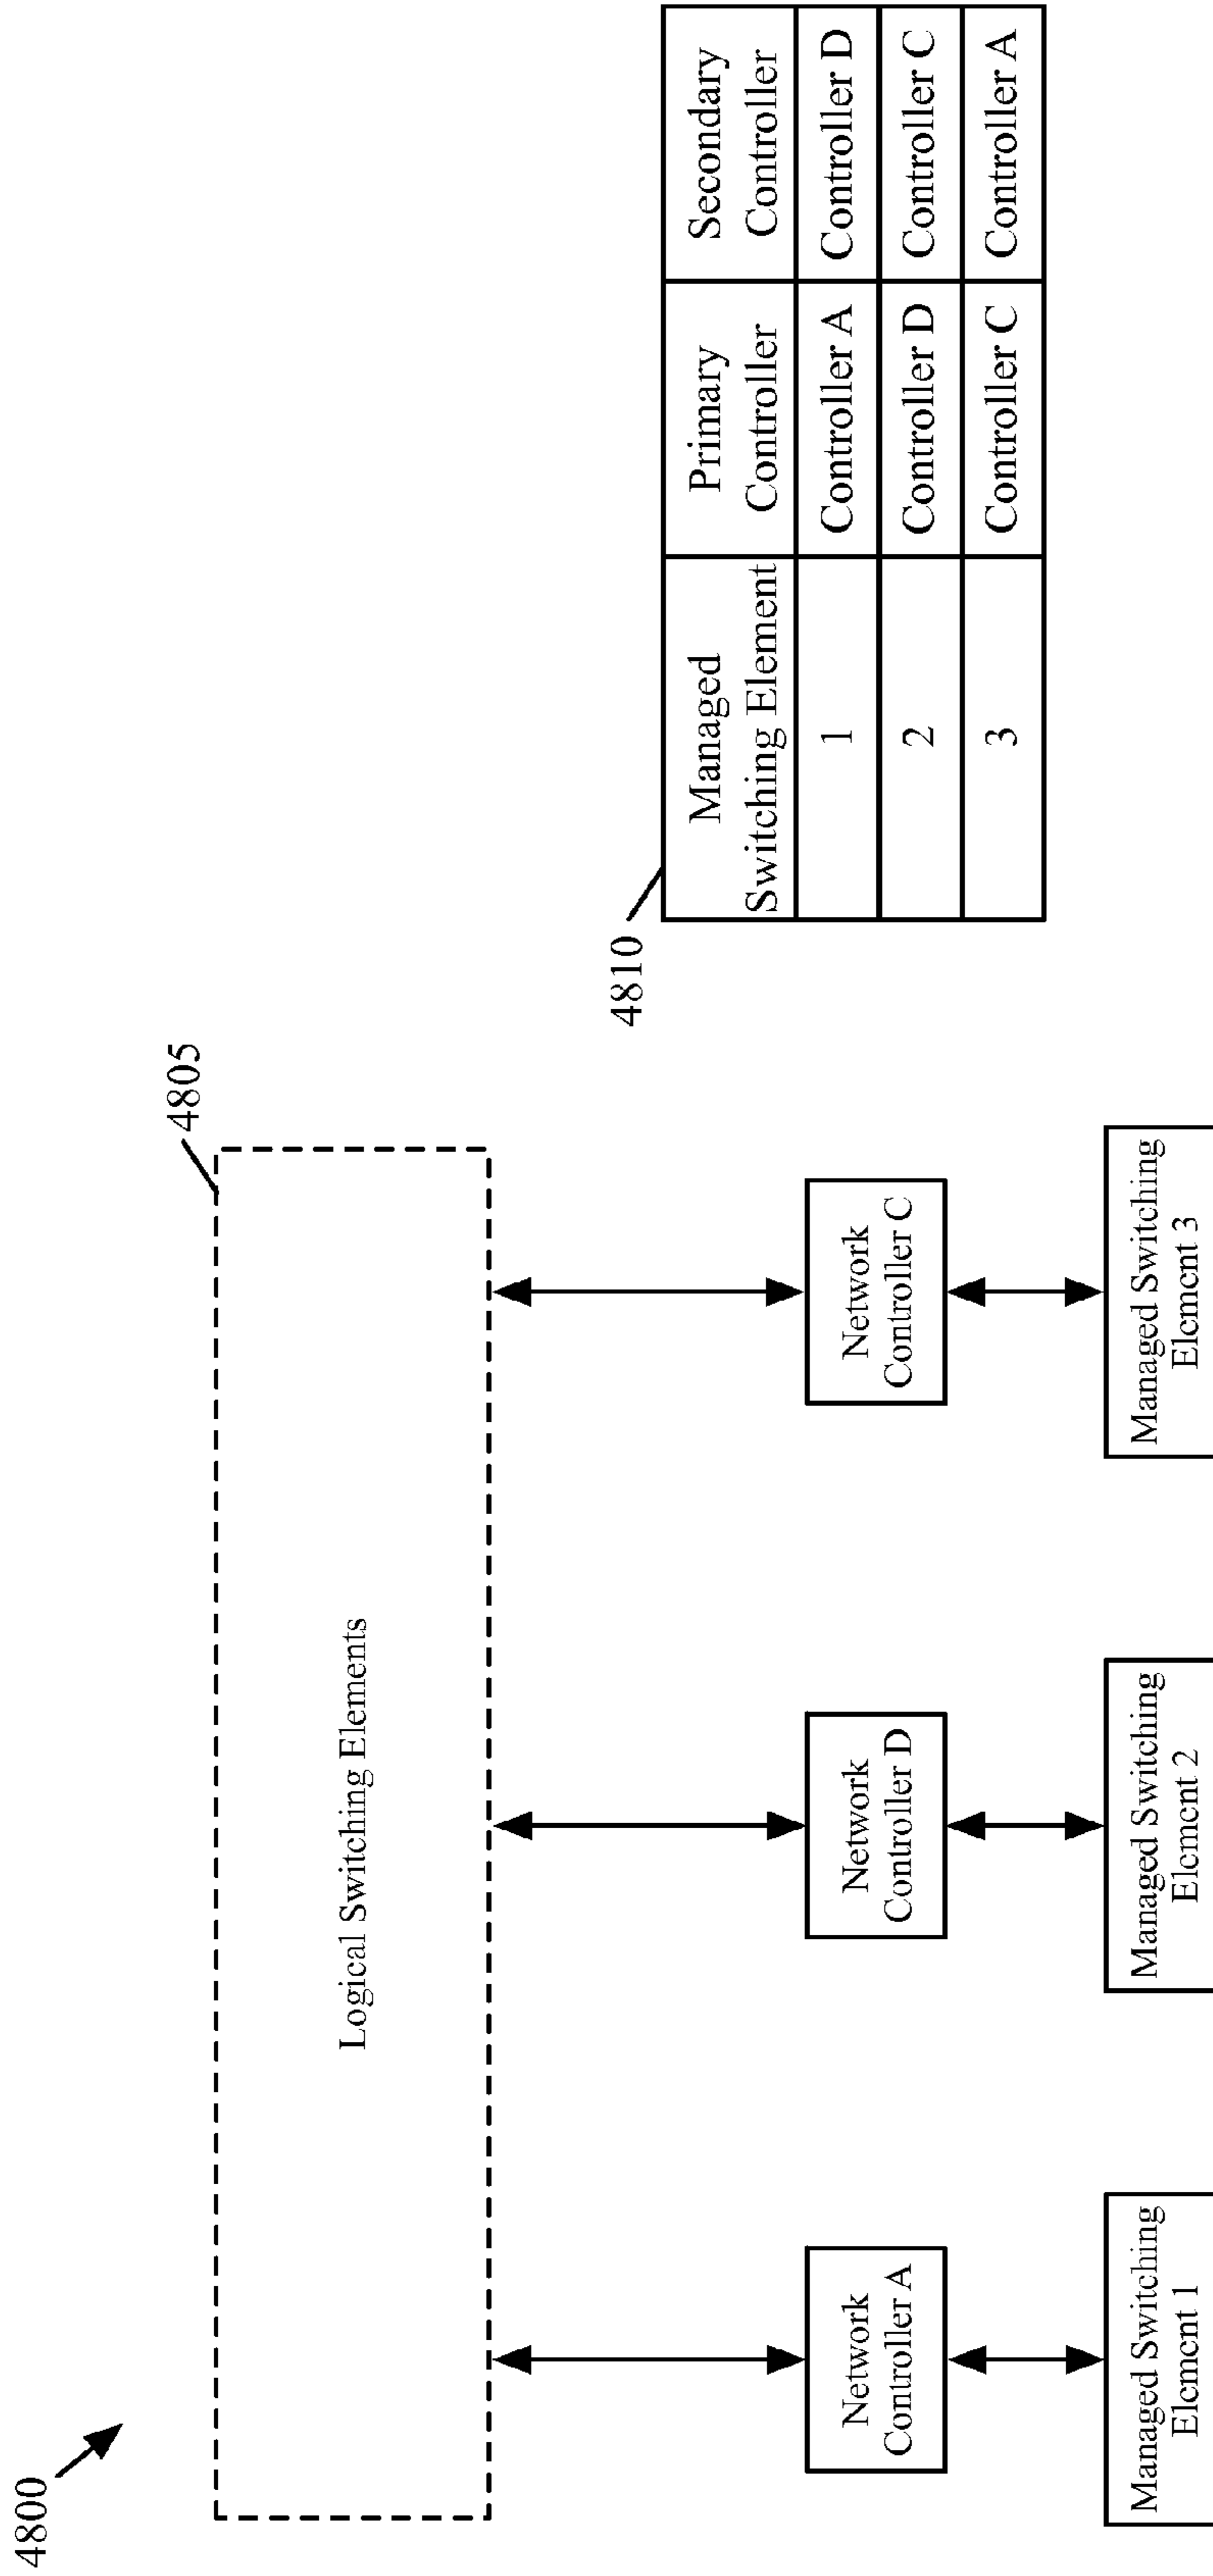 4800
4805
Logical Switching Elements
Network
Controller A
Network
Controller D
Network
Controller C
Managed Switching
Element 1
Managed Switching
Element 2
Managed Switching
Element 3
4810
Managed
Switching Element
Primary
Controller
Secondary
Controller
1
Controller A
Controller D
2
Controller D
Controller C
3
Controller C
Controller A